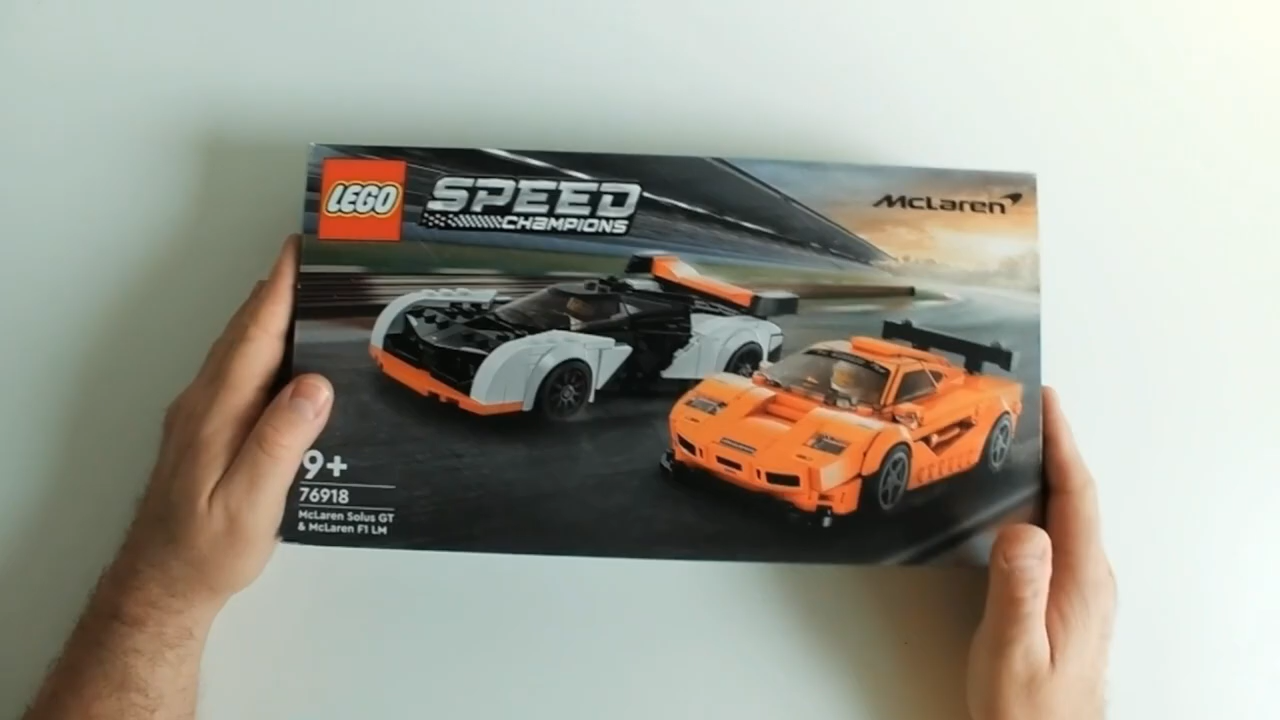 LEGO
SPEED
CHAMPIONS
McLaren
9+
76918
McLaren Solus GT
& McLaren F1 LM